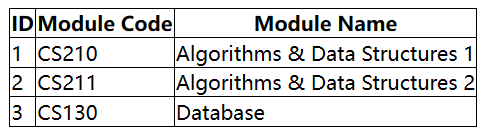 ID Module Code Module Name
1 CS210 Algorithms & Data Structures 1
2 CS211 Algorithms & Data Structures 2
3 CS130 Database